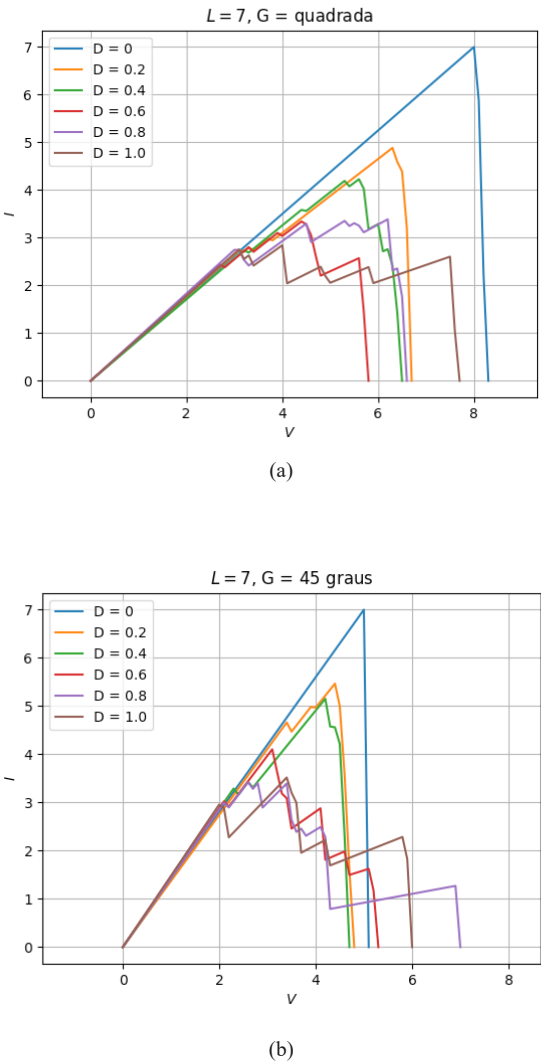 L = 7, G = quadrada
7
6
5
4
3
2
1
0
I
D = 0
D = 0.2
D = 0.4
D = 0.6
D = 0.8
D = 1.0
0 2 4 6 8
V
(a)
L = 7, G = 45 graus
7
6
5
4
3
2
1
0
I
D = 0
D = 0.2
D = 0.4
D = 0.6
D = 0.8
D = 1.0
0 2 4 6 8
V
(b)